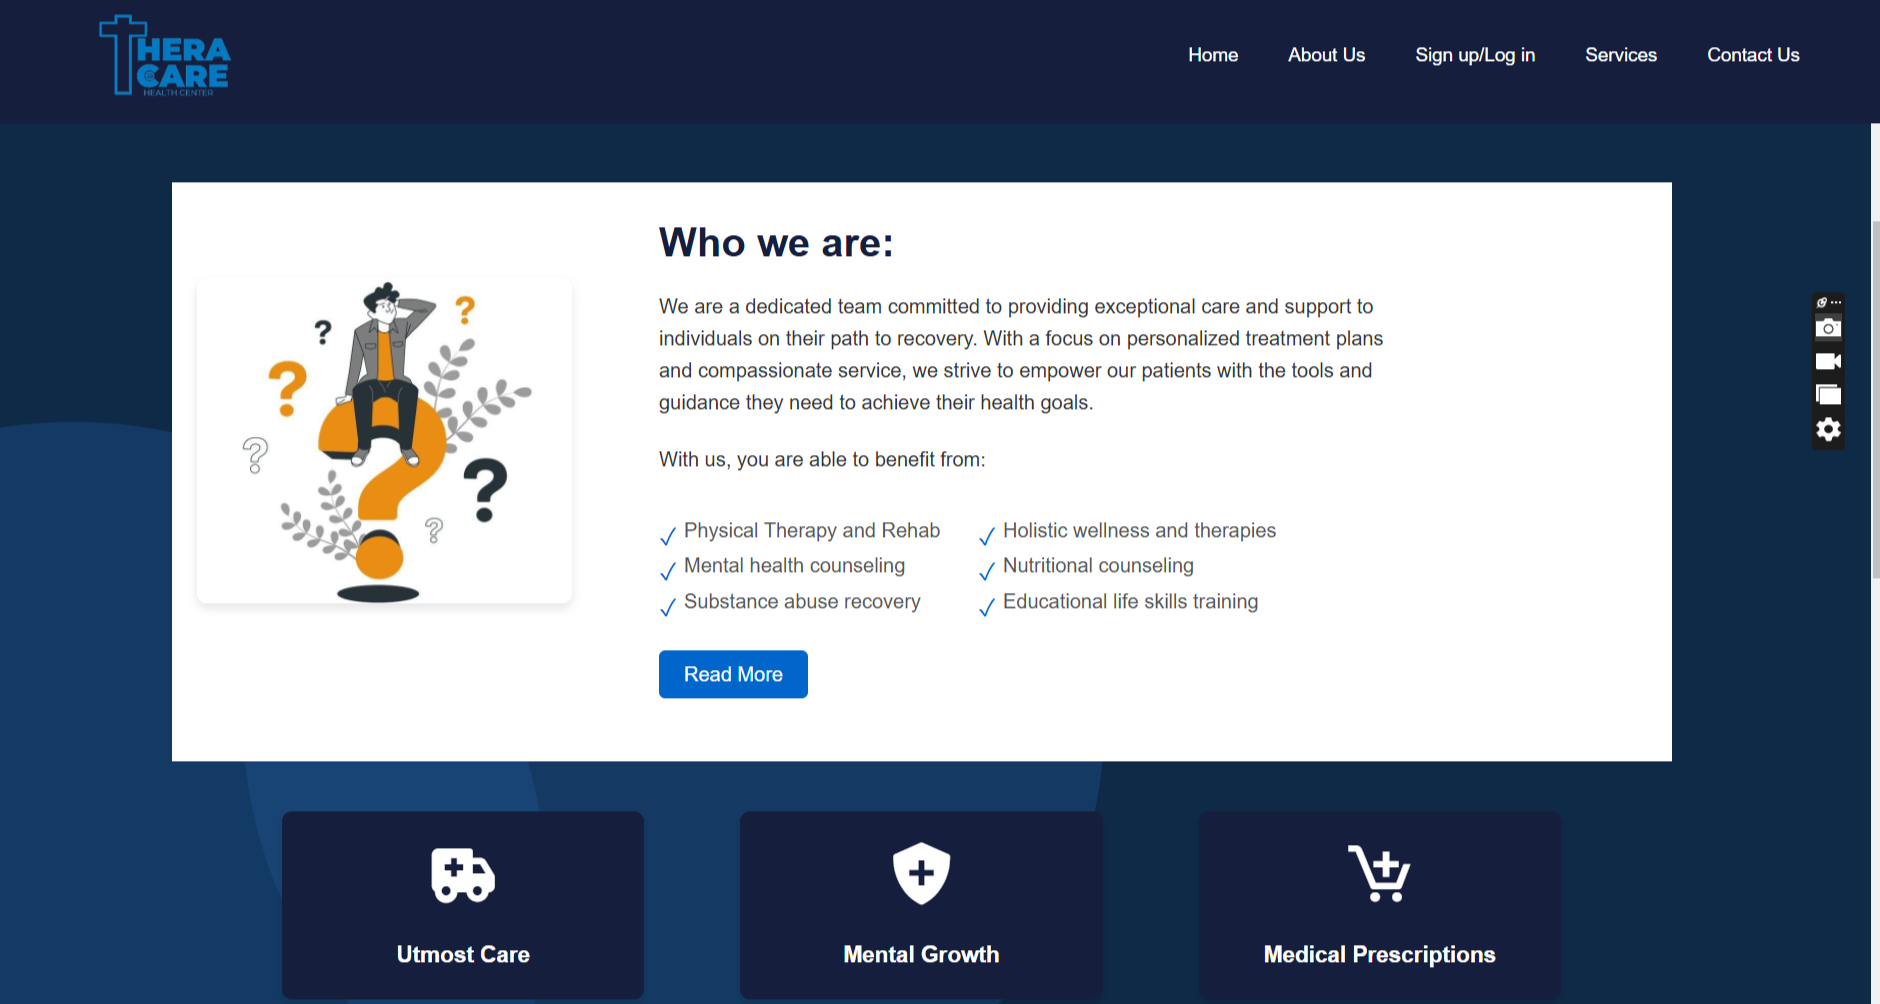 THERA
CARE
HEALTH CENTER
Home About Us Sign up/Log in Services Contact Us
Who we are:
We are a dedicated team committed to providing exceptional care and support to
individuals on their path to recovery. With a focus on personalized treatment plans
and compassionate service, we strive to empower our patients with the tools and
guidance they need to achieve their health goals.
With us, you are able to benefit from:
Physical Therapy and Rehab
Mental health counseling
Substance abuse recovery
Holistic wellness and therapies
Nutritional counseling
Educational life skills training
Read More
? ? ? ? ? ? ?
Utmost Care
Mental Growth
Medical Prescriptions